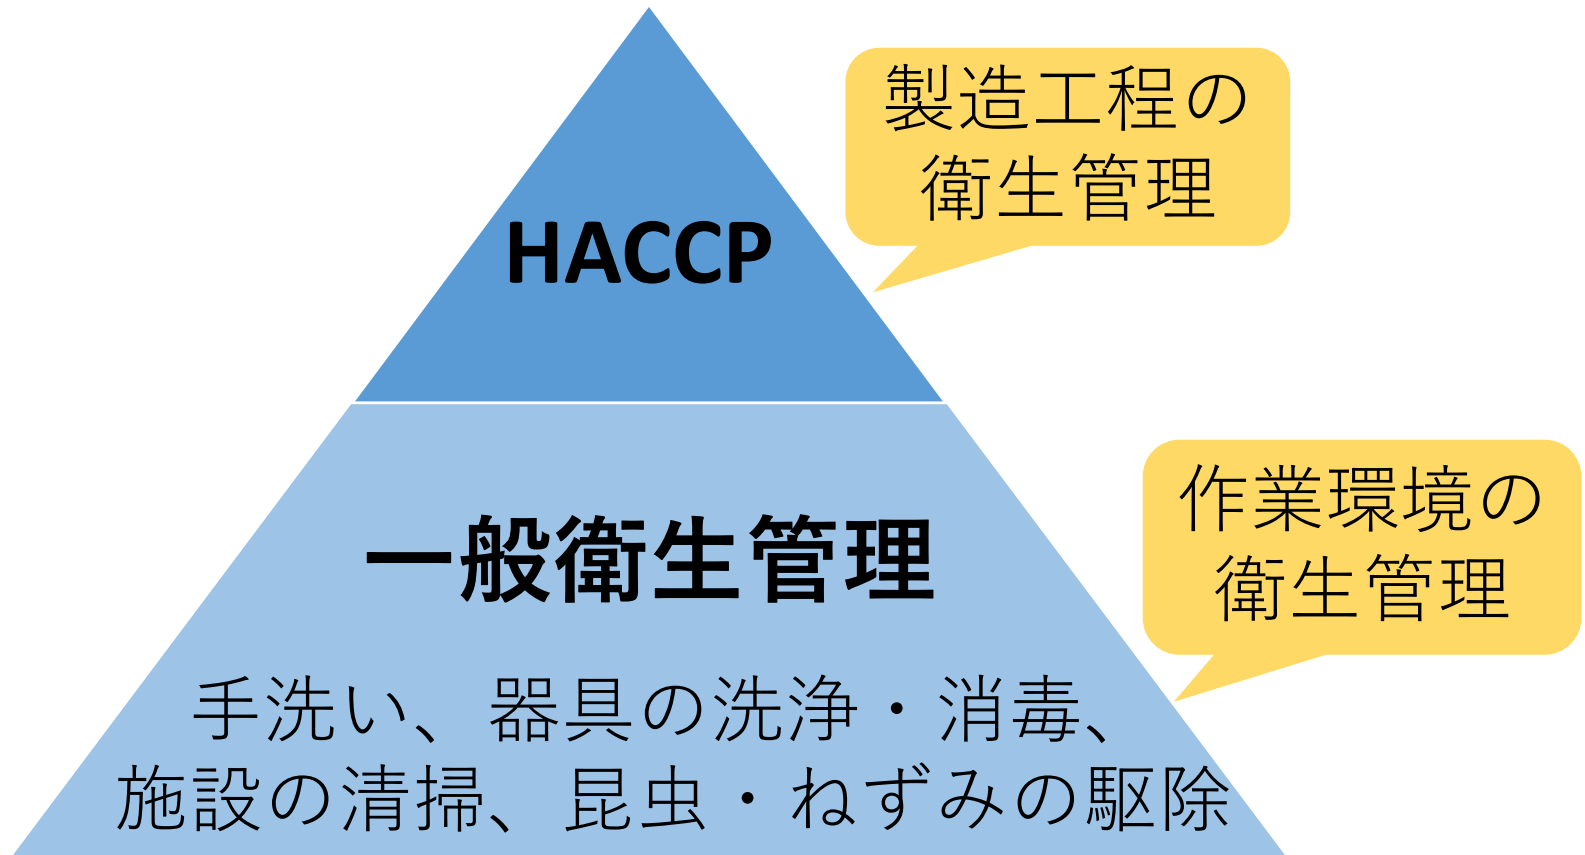 製造工程の
衛生管理
HACCP
作業環境の
衛生管理
一般衛生管理
手洗い、器具の洗浄・消毒、
施設の清掃、昆虫・ねずみの駆除